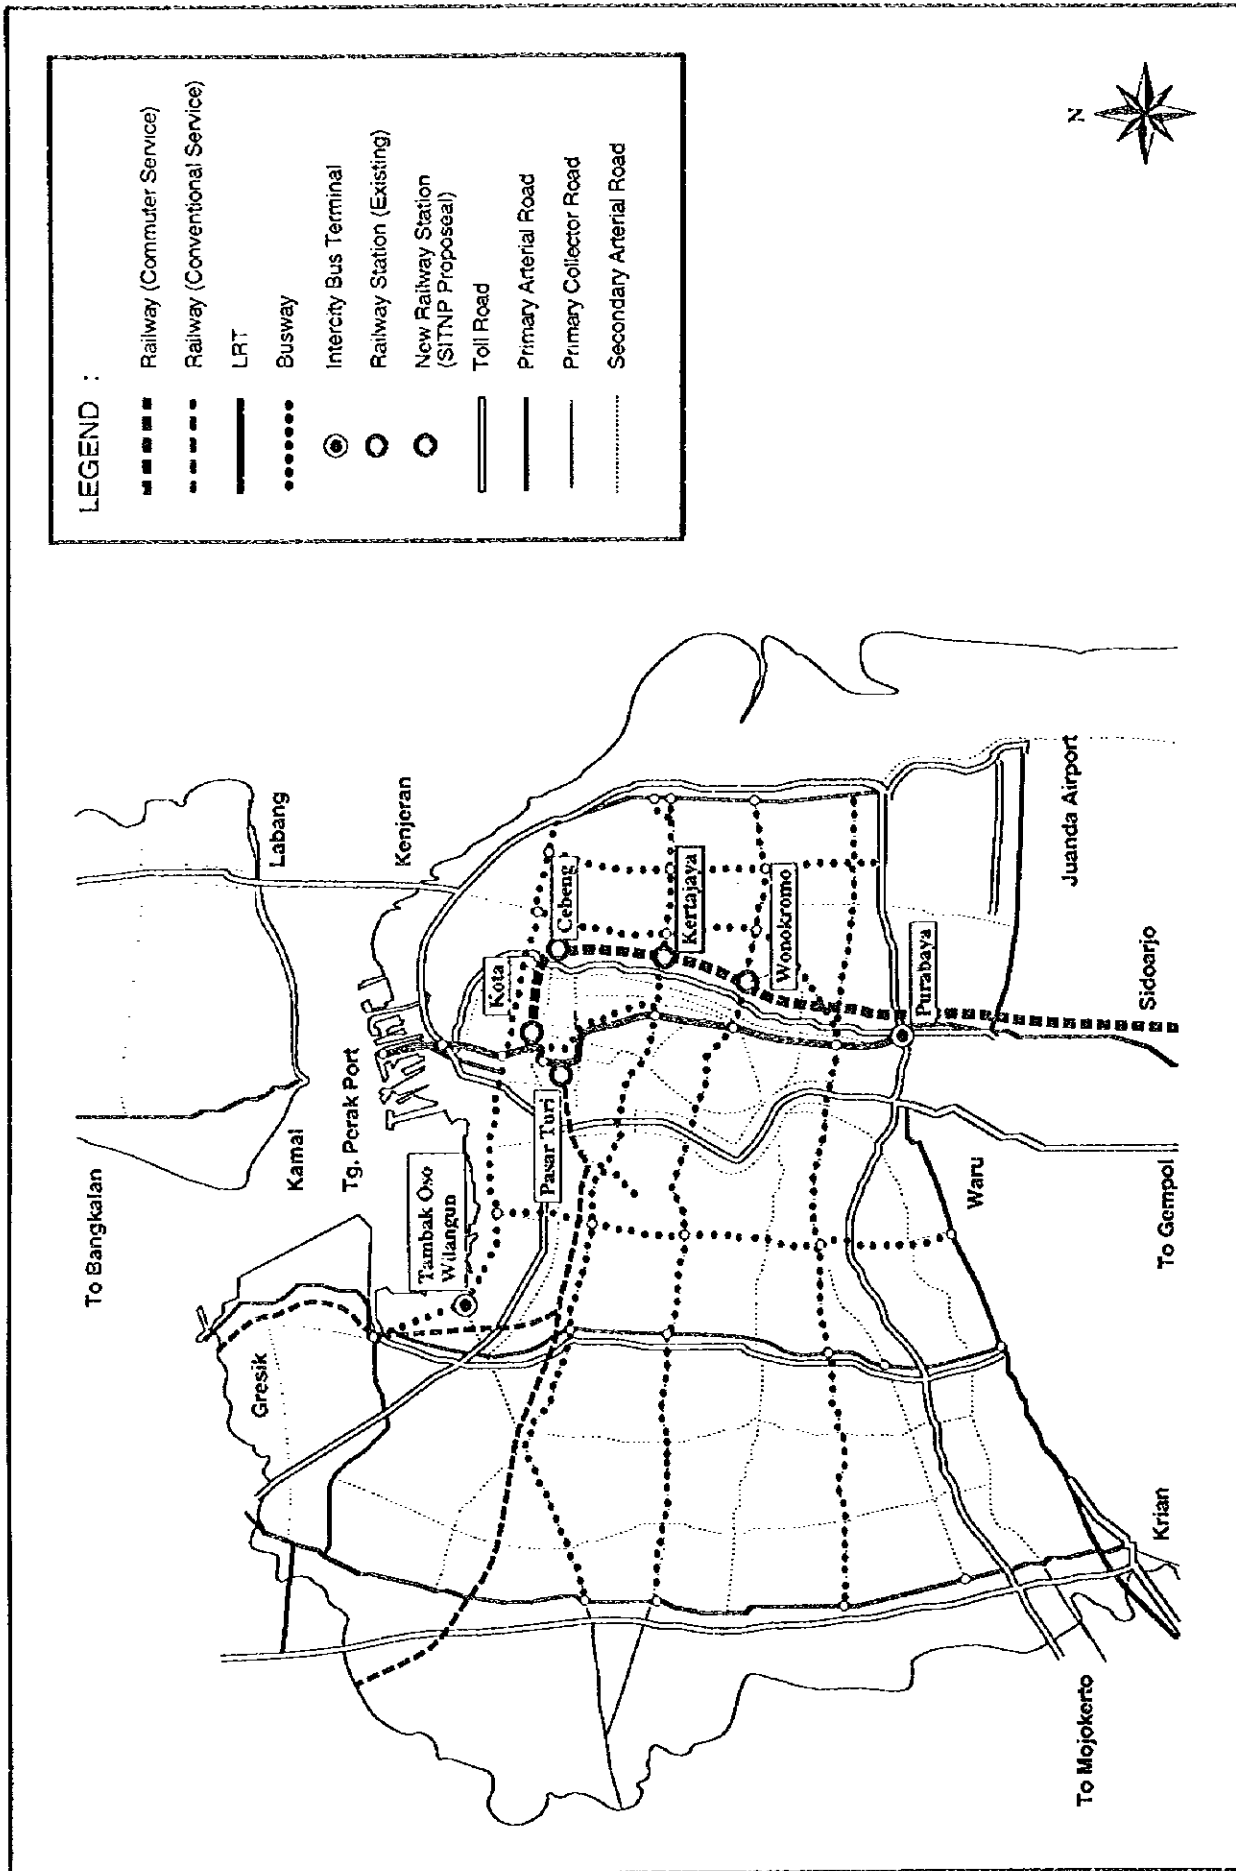 LEGEND :
Railway (Commuter Service)
Railway (Conventional Service)
LRT
Busway
Intercity Bus Terminal
Railway Station (Existing)
New Railway Station
(SITNP Proposeal)
Toll Road
Primary Arterial Road
Primary Collector Road
Secondary Arterial Road
N
To Bangkalan
Kamal
Labang
Tg. Perak Port
Kenjeran
Gresik
Tambak Oso
Wilangun
Kota
Pasar Turi
Cebeng
Kertajaya
Wonokromo
Purabaya
Waru
Juanda Airport
Sidoarjo
To Gempol
Krian
To Mojokerto